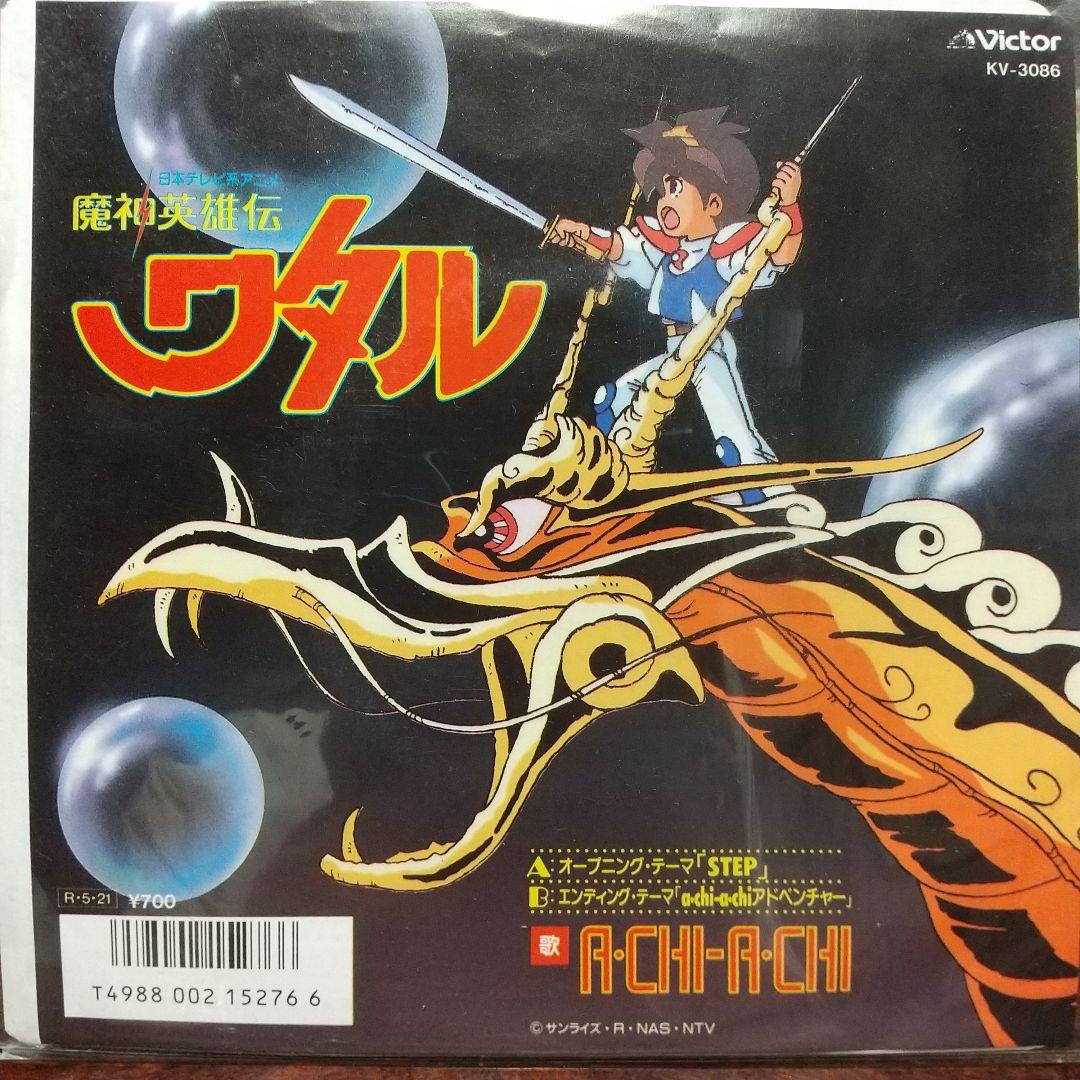 Victor
KV-3086
日本テレビ系アニメ
魔神英雄伝
ワタル
A:オープニング・テーマ「STEP」
B:エンディング・テーマ「a・chi-a・chiアドベンチャー」
歌 A・CHI-A・CHI
R・5・21 ¥700
T4988 002 15276 6
©サンライズ・R・NAS・NTV